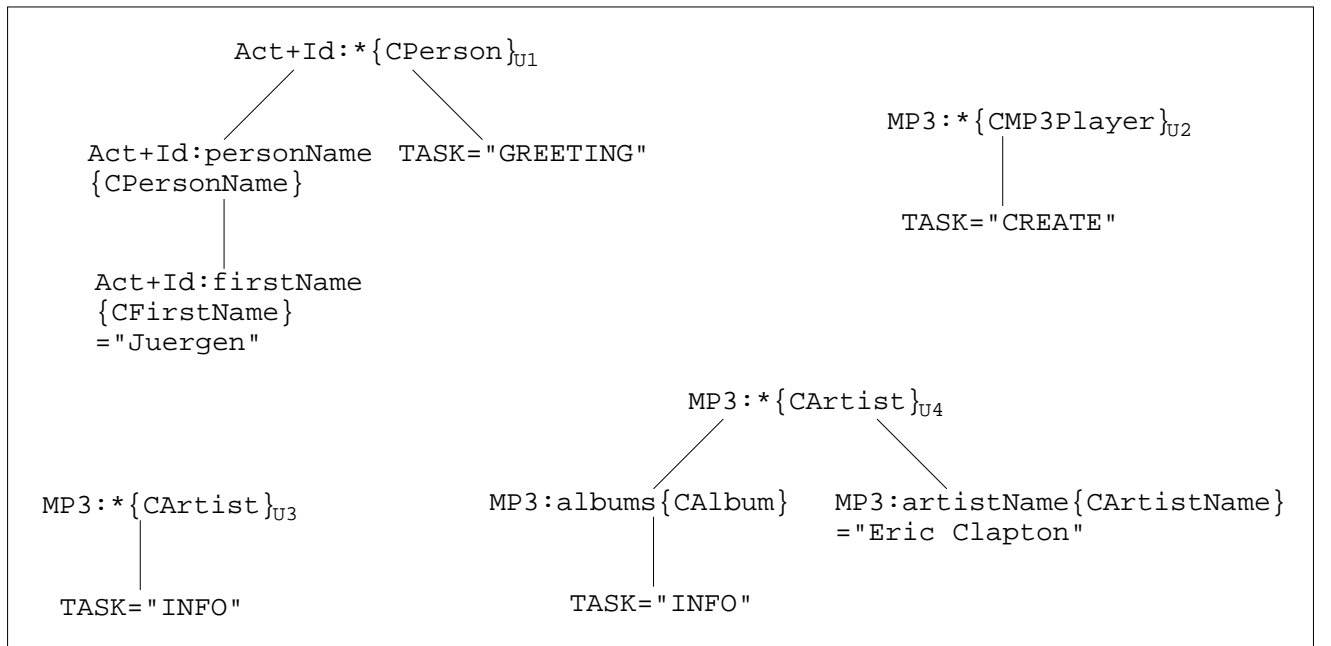 Act+Id:*{CPerson}U1
MP3:*{CMP3Player}U2
Act+Id:personName TASK="GREETING"
{CPersonName}
TASK="CREATE"
Act+Id:firstName
{CFirstName}
="Juergen"
MP3:*{CArtist}U4
MP3:*{CArtist}U3
MP3:albums{CAlbum}
MP3:artistName{CArtistName}
="Eric Clapton"
TASK="INFO"
TASK="INFO"